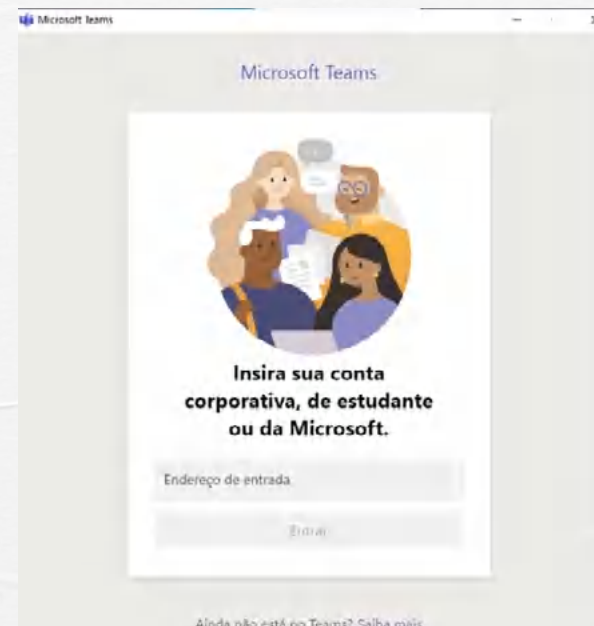 Microsoft Teams
Microsoft Teams
Insira sua conta
corporativa, de estudante
ou da Microsoft.
Endereço de entrada
Entrar
Ainda não está no Teams? Saiba mais